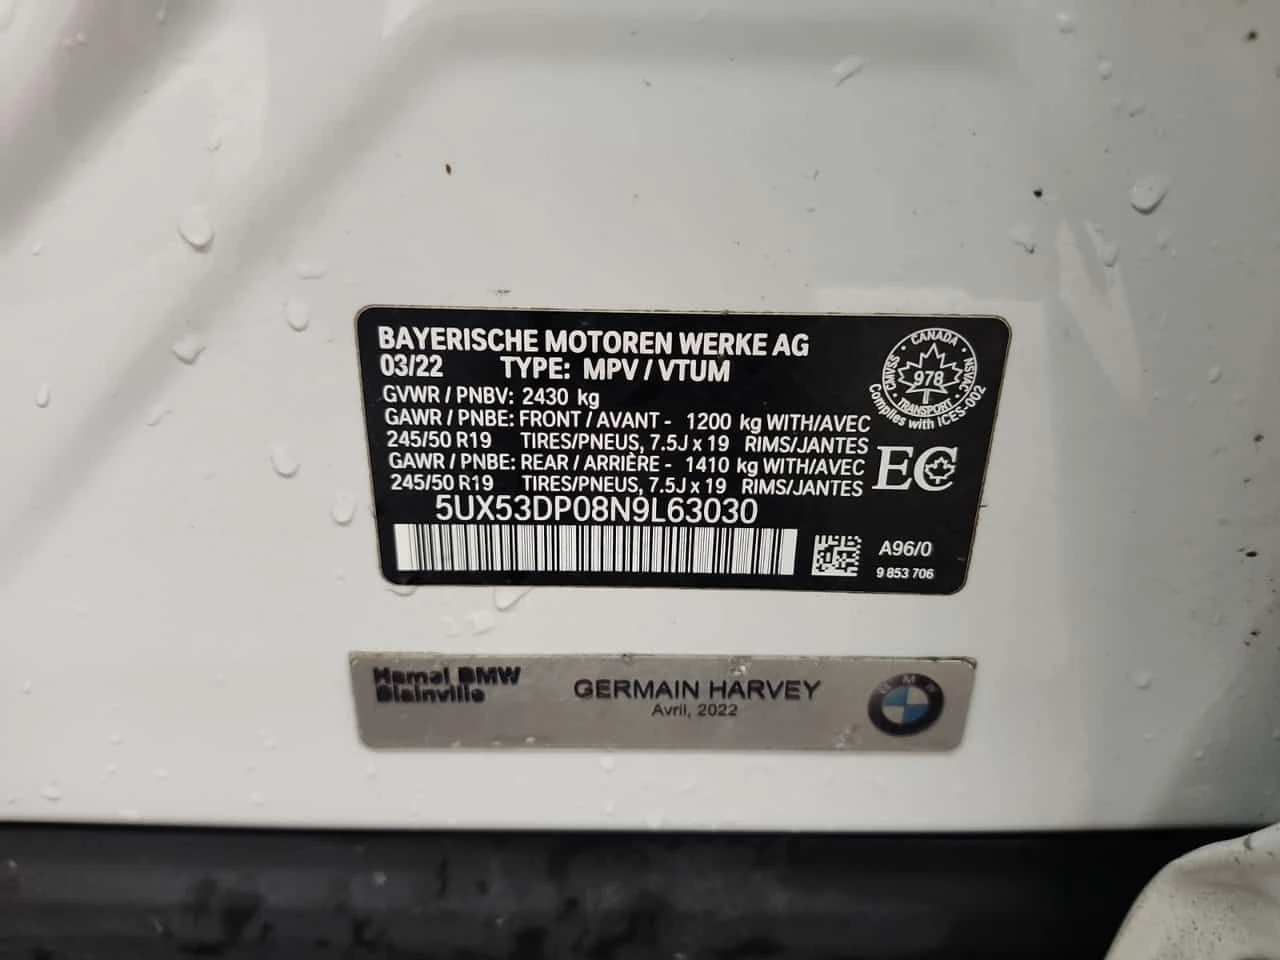 BAYERISCHE MOTOREN WERKE AG
03/22 TYPE: MPV / VTUM
GVWR / PNBV: 2430 kg
GAWR / PNBE: FRONT / AVANT - 1200 kg WITH/AVEC
245/50 R19 TIRES/PNEUS, 7.5J x 19 RIMS/JANTES
GAWR / PNBE: REAR / ARRIÈRE - 1410 kg WITH/AVEC
245/50 R19 TIRES/PNEUS, 7.5J x 19 RIMS/JANTES
5UX53DP08N9L63030
CANADA
CMVSS 978 NSVAC
TRANSPORT
Complies with ICES-002
EC
A96/0
9 853 706
Hamel BMW
Blainville
GERMAIN HARVEY
Avril, 2022
BMW